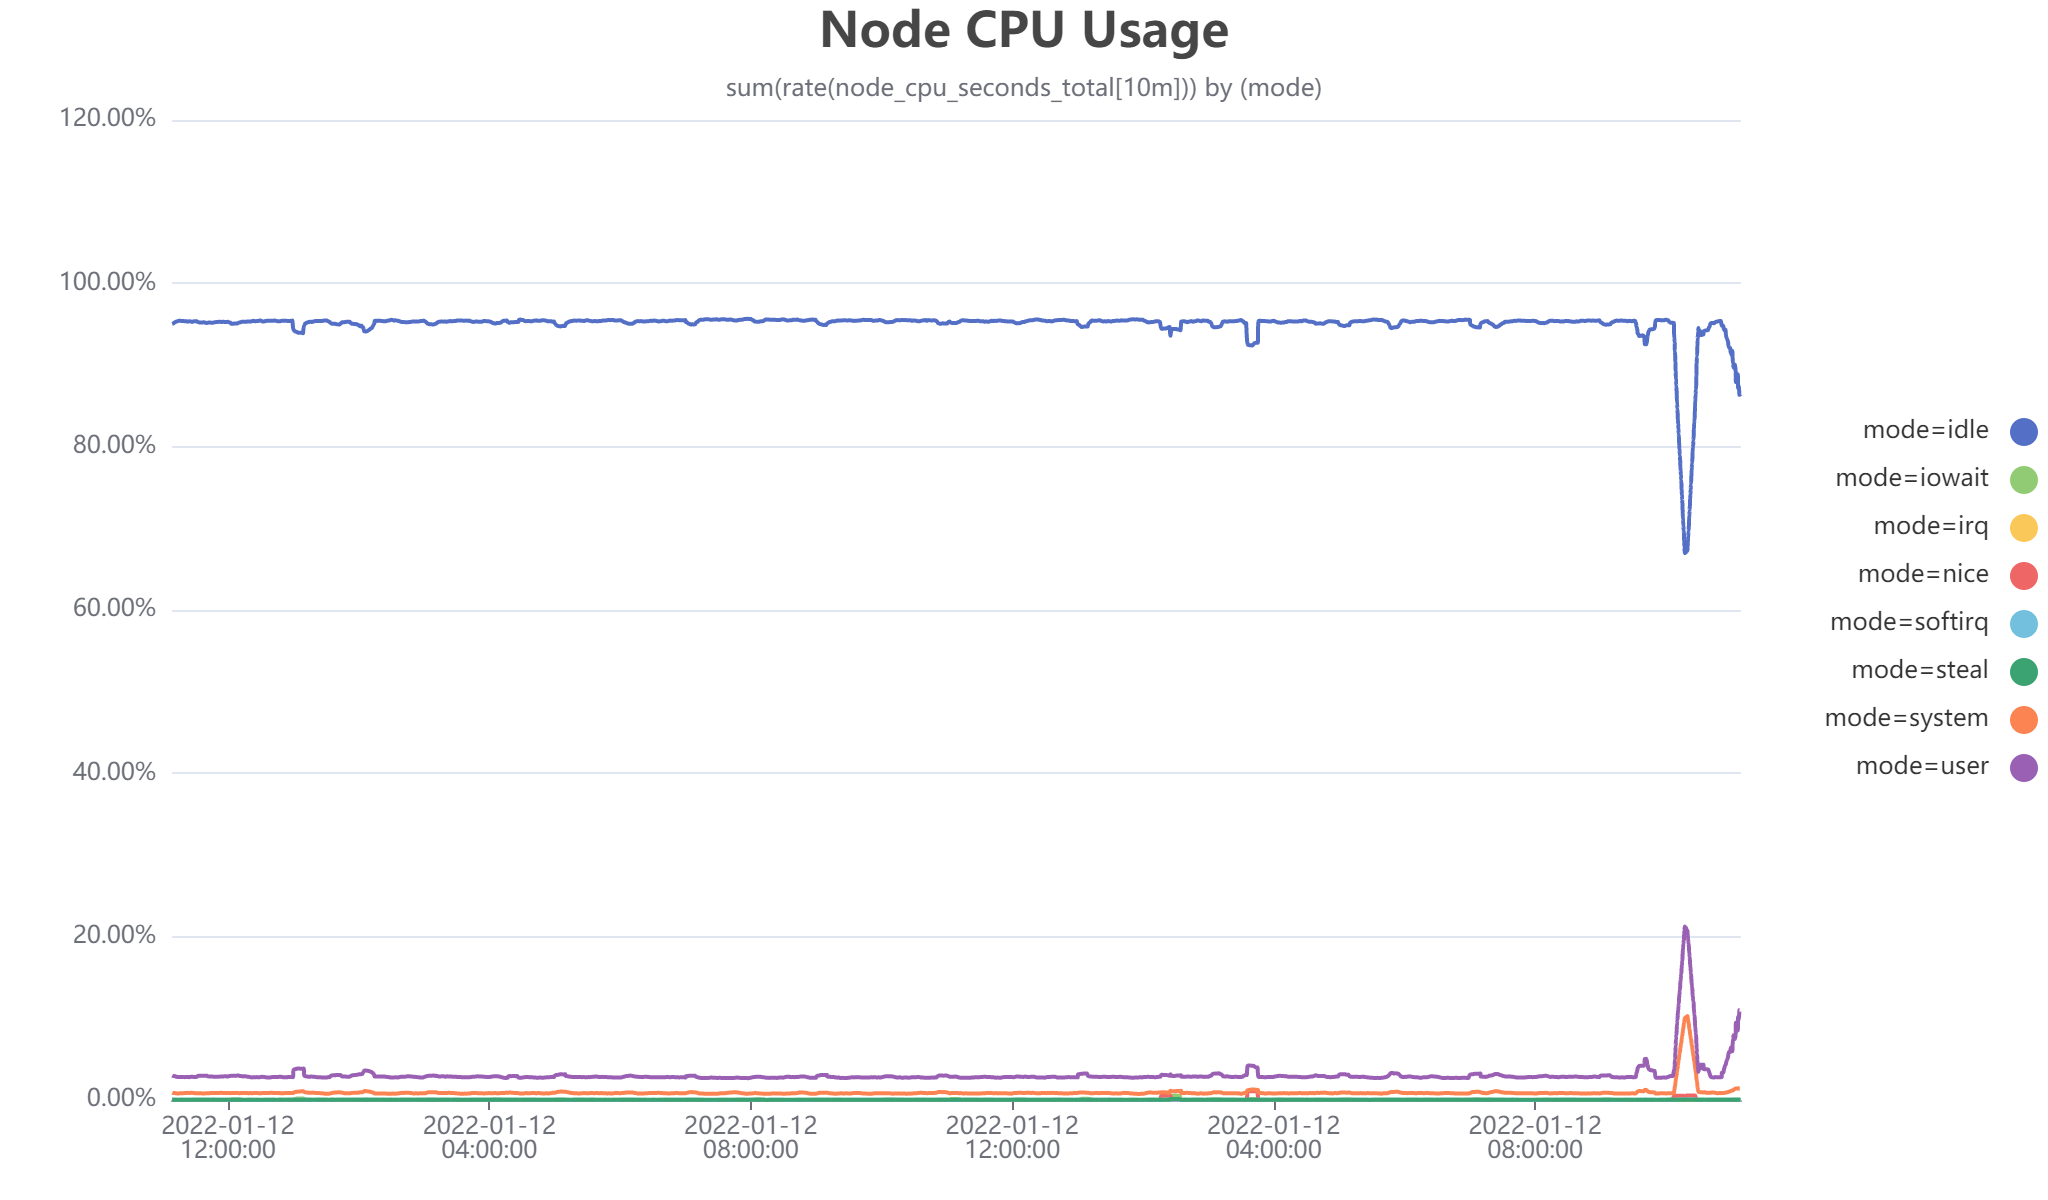 Node CPU Usage
sum(rate(node_cpu_seconds_total[10m])) by (mode)
120.00%
100.00%
80.00%
60.00%
40.00%
20.00%
0.00%
2022-01-12
12:00:00
2022-01-12
04:00:00
2022-01-12
08:00:00
2022-01-12
12:00:00
2022-01-12
04:00:00
2022-01-12
08:00:00
mode=idle
mode=iowait
mode=irq
mode=nice
mode=softirq
mode=steal
mode=system
mode=user